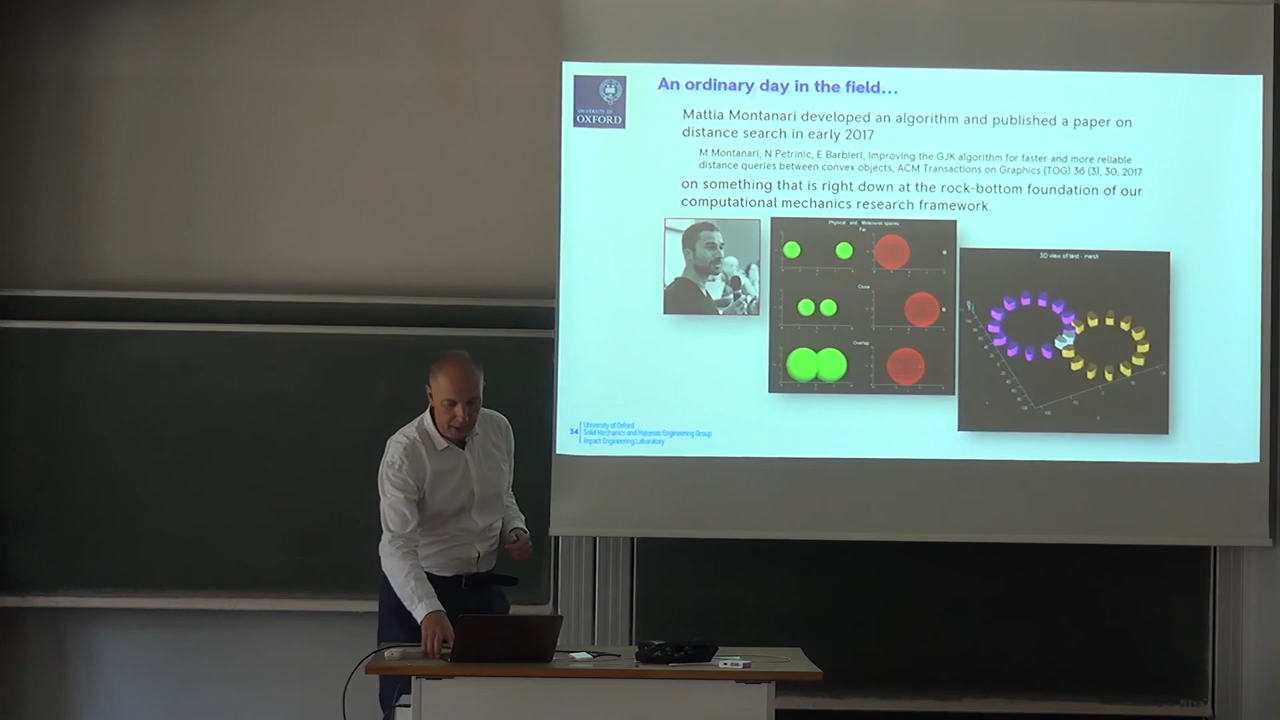 UNIVERSITY OF
OXFORD
An ordinary day in the field...
Mattia Montanari developed an algorithm and published a paper on
distance search in early 2017
M Montanari, N Petrinic, E Barbieri, Improving the GJK algorithm for faster and more reliable
distance queries between convex objects, ACM Transactions on Graphics (TOG) 36 (3), 30, 2017
on something that is right down at the rock-bottom foundation of our
computational mechanics research framework.
Physical and Minkowski spaces
Far
Close
Overlap
3D view of test - mesh
34
University of Oxford
Solid Mechanics and Materials Engineering Group
Impact Engineering Laboratory